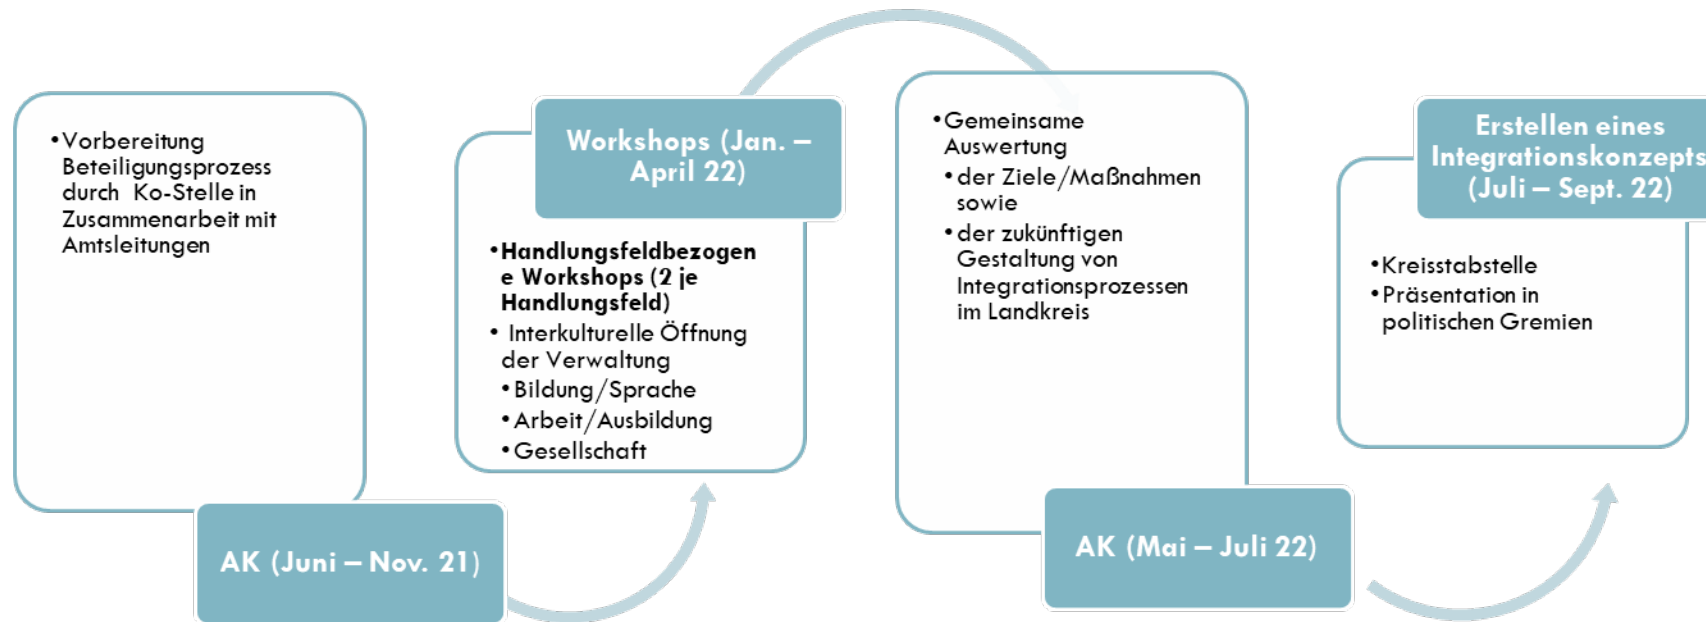 •Vorbereitung
Beteiligungsprozess
durch Ko-Stelle in
Zusammenarbeit mit
Amtsleitungen
AK (Juni – Nov. 21)
Workshops (Jan. –
April 22)
•Handlungsfeldbezogen
e Workshops (2 je
Handlungsfeld)
• Interkulturelle Öffnung
der Verwaltung
•Bildung/Sprache
•Arbeit/Ausbildung
•Gesellschaft
•Gemeinsame
Auswertung
•der Ziele/Maßnahmen
sowie
•der zukünftigen
Gestaltung von
Integrationsprozessen
im Landkreis
AK (Mai – Juli 22)
Erstellen eines
Integrationskonzepts
(Juli – Sept. 22)
•Kreisstabstelle
•Präsentation in
politischen Gremien